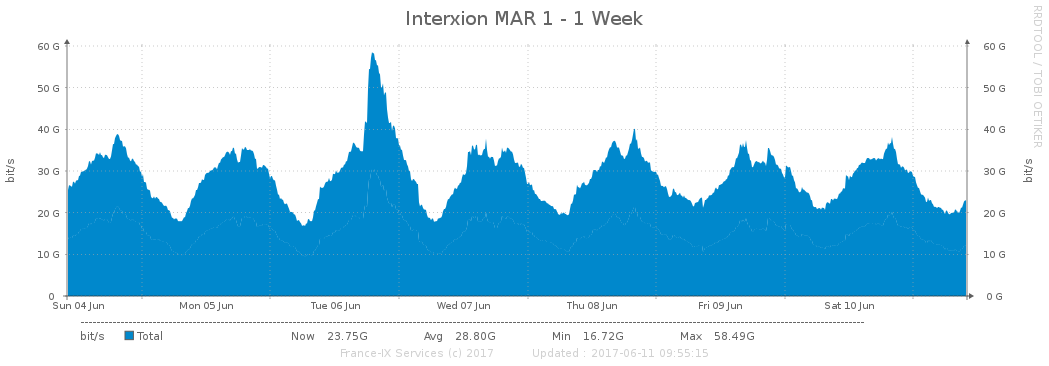 Interxion MAR 1 - 1 Week
RRDTOOL / TOBI OETIKER
bit/s
60 G 60 G
50 G 50 G
40 G 40 G
30 G 30 G
20 G 20 G
10 G 10 G
0 0 G
bit/s
Sun 04 Jun Mon 05 Jun Tue 06 Jun Wed 07 Jun Thu 08 Jun Fri 09 Jun Sat 10 Jun
bit/s Total Now 23.75G Avg 28.80G Min 16.72G Max 58.49G
France-IX Services (c) 2017 Updated : 2017-06-11 09:55:15